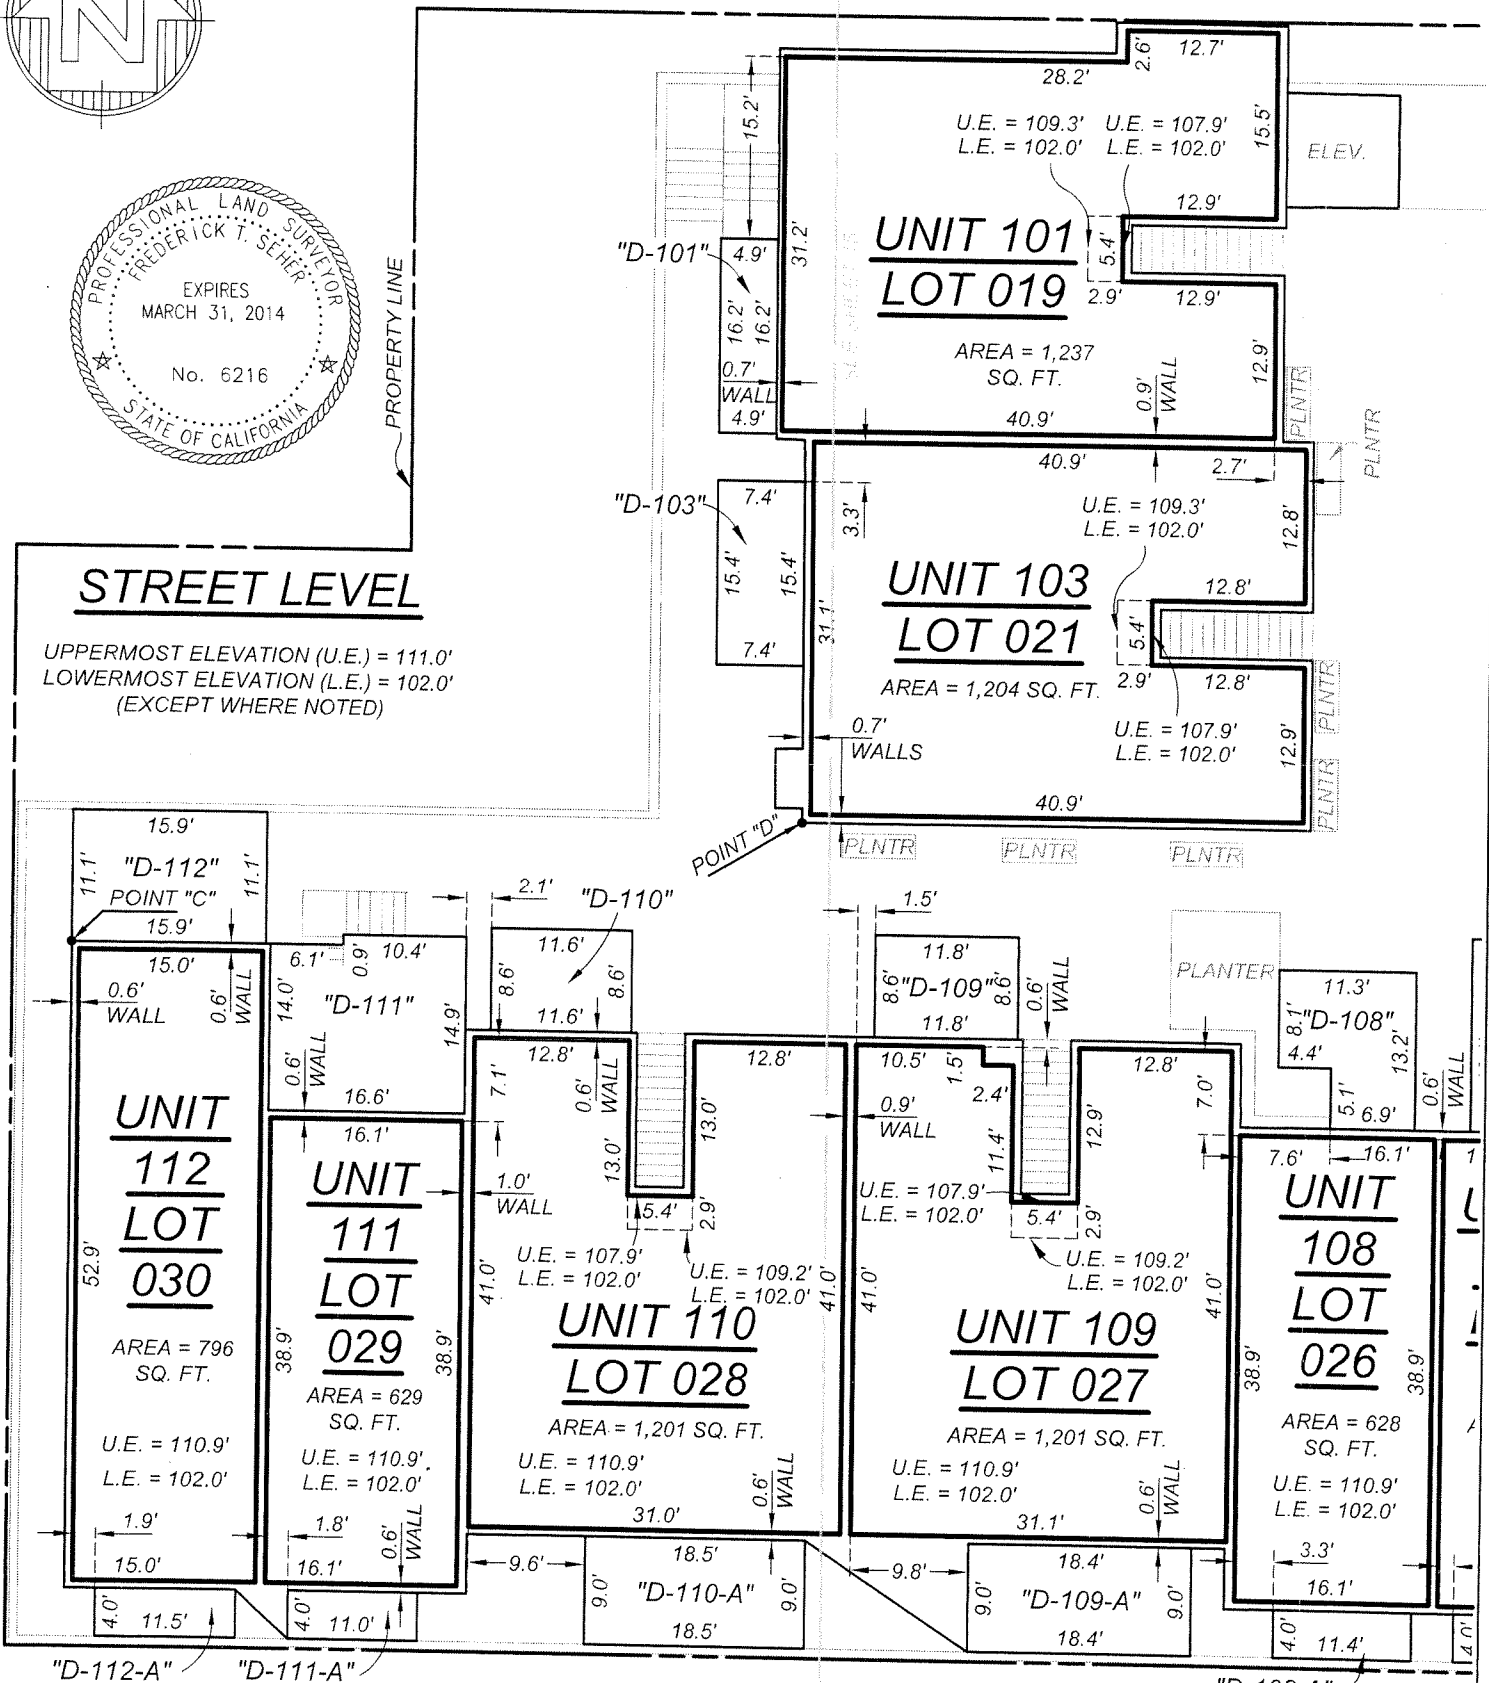 N
PROFESSIONAL LAND SURVEYOR
FREDERICK T. SEHER
EXPIRES
MARCH 31, 2014
No. 6216
STATE OF CALIFORNIA
PROPERTY LINE
STREET LEVEL
UPPERMOST ELEVATION (U.E.) = 111.0'
LOWERMOST ELEVATION (L.E.) = 102.0'
(EXCEPT WHERE NOTED)
12.7'
2.6'
28.2'
15.2'
15.5'
U.E. = 109.3'
L.E. = 102.0'
U.E. = 107.9'
L.E. = 102.0'
ELEV.
12.9'
UNIT 101
LOT 019
31.2'
5.4'
2.9'
12.9'
"D-101"
4.9'
16.2'
16.2'
0.7'
WALL
4.9'
AREA = 1,237
SQ. FT.
0.9'
WALL
12.9'
PLNTR
PLNTR
40.9'
40.9'
2.7'
"D-103"
7.4'
3.3'
15.4'
15.4'
7.4'
31.1'
U.E. = 109.3'
L.E. = 102.0'
12.8'
UNIT 103
LOT 021
12.8'
5.4'
2.9'
12.8'
AREA = 1,204 SQ. FT.
U.E. = 107.9'
L.E. = 102.0'
12.9'
PLNTR
PLNTR
0.7'
WALLS
40.9'
POINT "D"
PLNTR
PLNTR
PLNTR
15.9'
11.1'
11.1'
"D-112"
POINT "C"
15.9'
15.0'
0.6'
WALL
0.6'
WALL
UNIT
112
LOT
030
52.9'
AREA = 796
SQ. FT.
U.E. = 110.9'
L.E. = 102.0'
1.9'
15.0'
4.0'
11.5'
"D-112-A"
6.1'
0.9'
10.4'
14.0'
"D-111"
14.9'
0.6'
WALL
16.6'
16.1'
UNIT
111
LOT
029
38.9'
38.9'
AREA = 629
SQ. FT.
U.E. = 110.9'
L.E. = 102.0'
1.8'
0.6'
WALL
16.1'
4.0'
11.0'
"D-111-A"
2.1'
"D-110"
11.6'
8.6'
8.6'
11.6'
12.8'
12.8'
7.1'
0.6'
WALL
13.0'
13.0'
1.0'
WALL
5.4'
2.9'
U.E. = 107.9'
L.E. = 102.0'
U.E. = 109.2'
L.E. = 102.0'
41.0'
41.0'
UNIT 110
LOT 028
AREA = 1,201 SQ. FT.
U.E. = 110.9'
L.E. = 102.0'
0.6'
WALL
31.0'
9.6'
18.5'
9.0'
"D-110-A"
9.0'
18.5'
1.5'
11.8'
8.6'
"D-109"
8.6'
11.8'
0.6'
WALL
10.5'
1.5'
2.4'
12.8'
0.9'
WALL
11.4'
12.9'
7.0'
U.E. = 107.9'
L.E. = 102.0'
5.4'
2.9'
U.E. = 109.2'
L.E. = 102.0'
41.0'
41.0'
UNIT 109
LOT 027
AREA = 1,201 SQ. FT.
U.E. = 110.9'
L.E. = 102.0'
0.6'
WALL
31.1'
9.8'
18.4'
9.0'
"D-109-A"
9.0'
18.4'
PLANTER
11.3'
8.1'
"D-108"
4.4'
13.2'
5.1'
6.9'
0.6'
WALL
7.6'
16.1'
UNIT
108
LOT
026
38.9'
38.9'
AREA = 628
SQ. FT.
U.E. = 110.9'
L.E. = 102.0'
3.3'
16.1'
4.0'
11.4'
4.0'